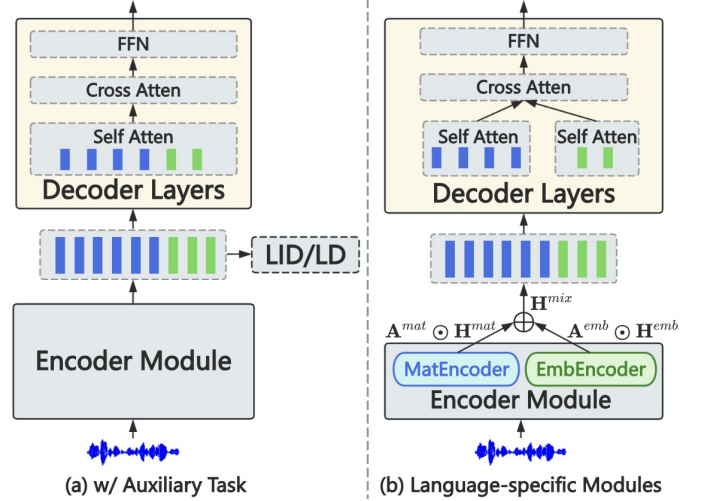 FFN
Cross Atten
Self Atten
Decoder Layers
LID/LD
Encoder Module
(a) w/ Auxiliary Task
FFN
Cross Atten
Self Atten
Self Atten
Decoder Layers
H^{mix}
A^{mat} ⊙ H^{mat}
A^{emb} ⊙ H^{emb}
MatEncoder
EmbEncoder
Encoder Module
(b) Language-specific Modules